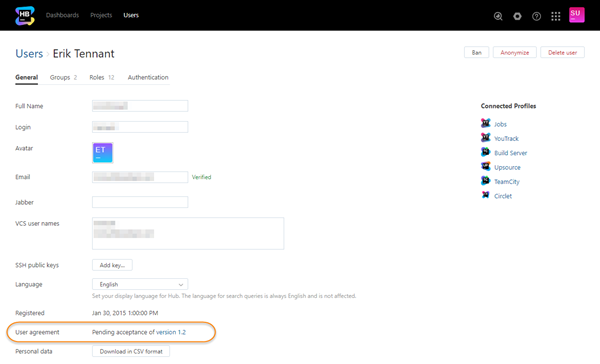 HB
Dashboards Projects Users
SU
Users › Erik Tennant
Ban Anonymize Delete user
General Groups 2 Roles 12 Authentication
Full Name
Connected Profiles
Login
Jobs
YouTrack
Avatar ET
Build Server
Upsource
Email Verified
TeamCity
Circlet
Jabber
VCS user names
SSH public keys Add key...
Language English
Set your display language for Hub. The language for search queries is always English and is not affected.
Registered Jan 30, 2015 1:00:00 PM
User agreement Pending acceptance of version 1.2
Personal data Download in CSV format